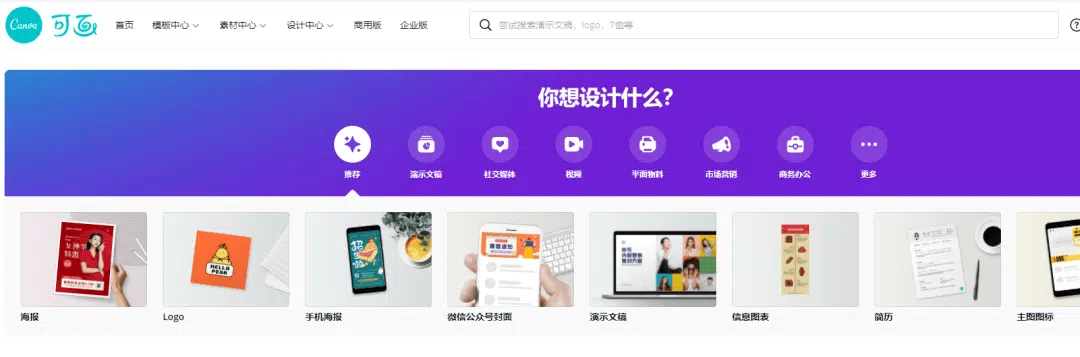 Canva 可画 首页 模板中心 素材中心 设计中心 商用版 企业版 尝试搜索演示文稿、logo、T恤等
你想设计什么?
推荐 演示文稿 社交媒体 视频 平面物料 市场营销 商务办公 更多
女神节
特惠
HELLO
PEAR
海报 Logo 手机海报 微信公众号封面 演示文稿 信息图表 简历 主图图标